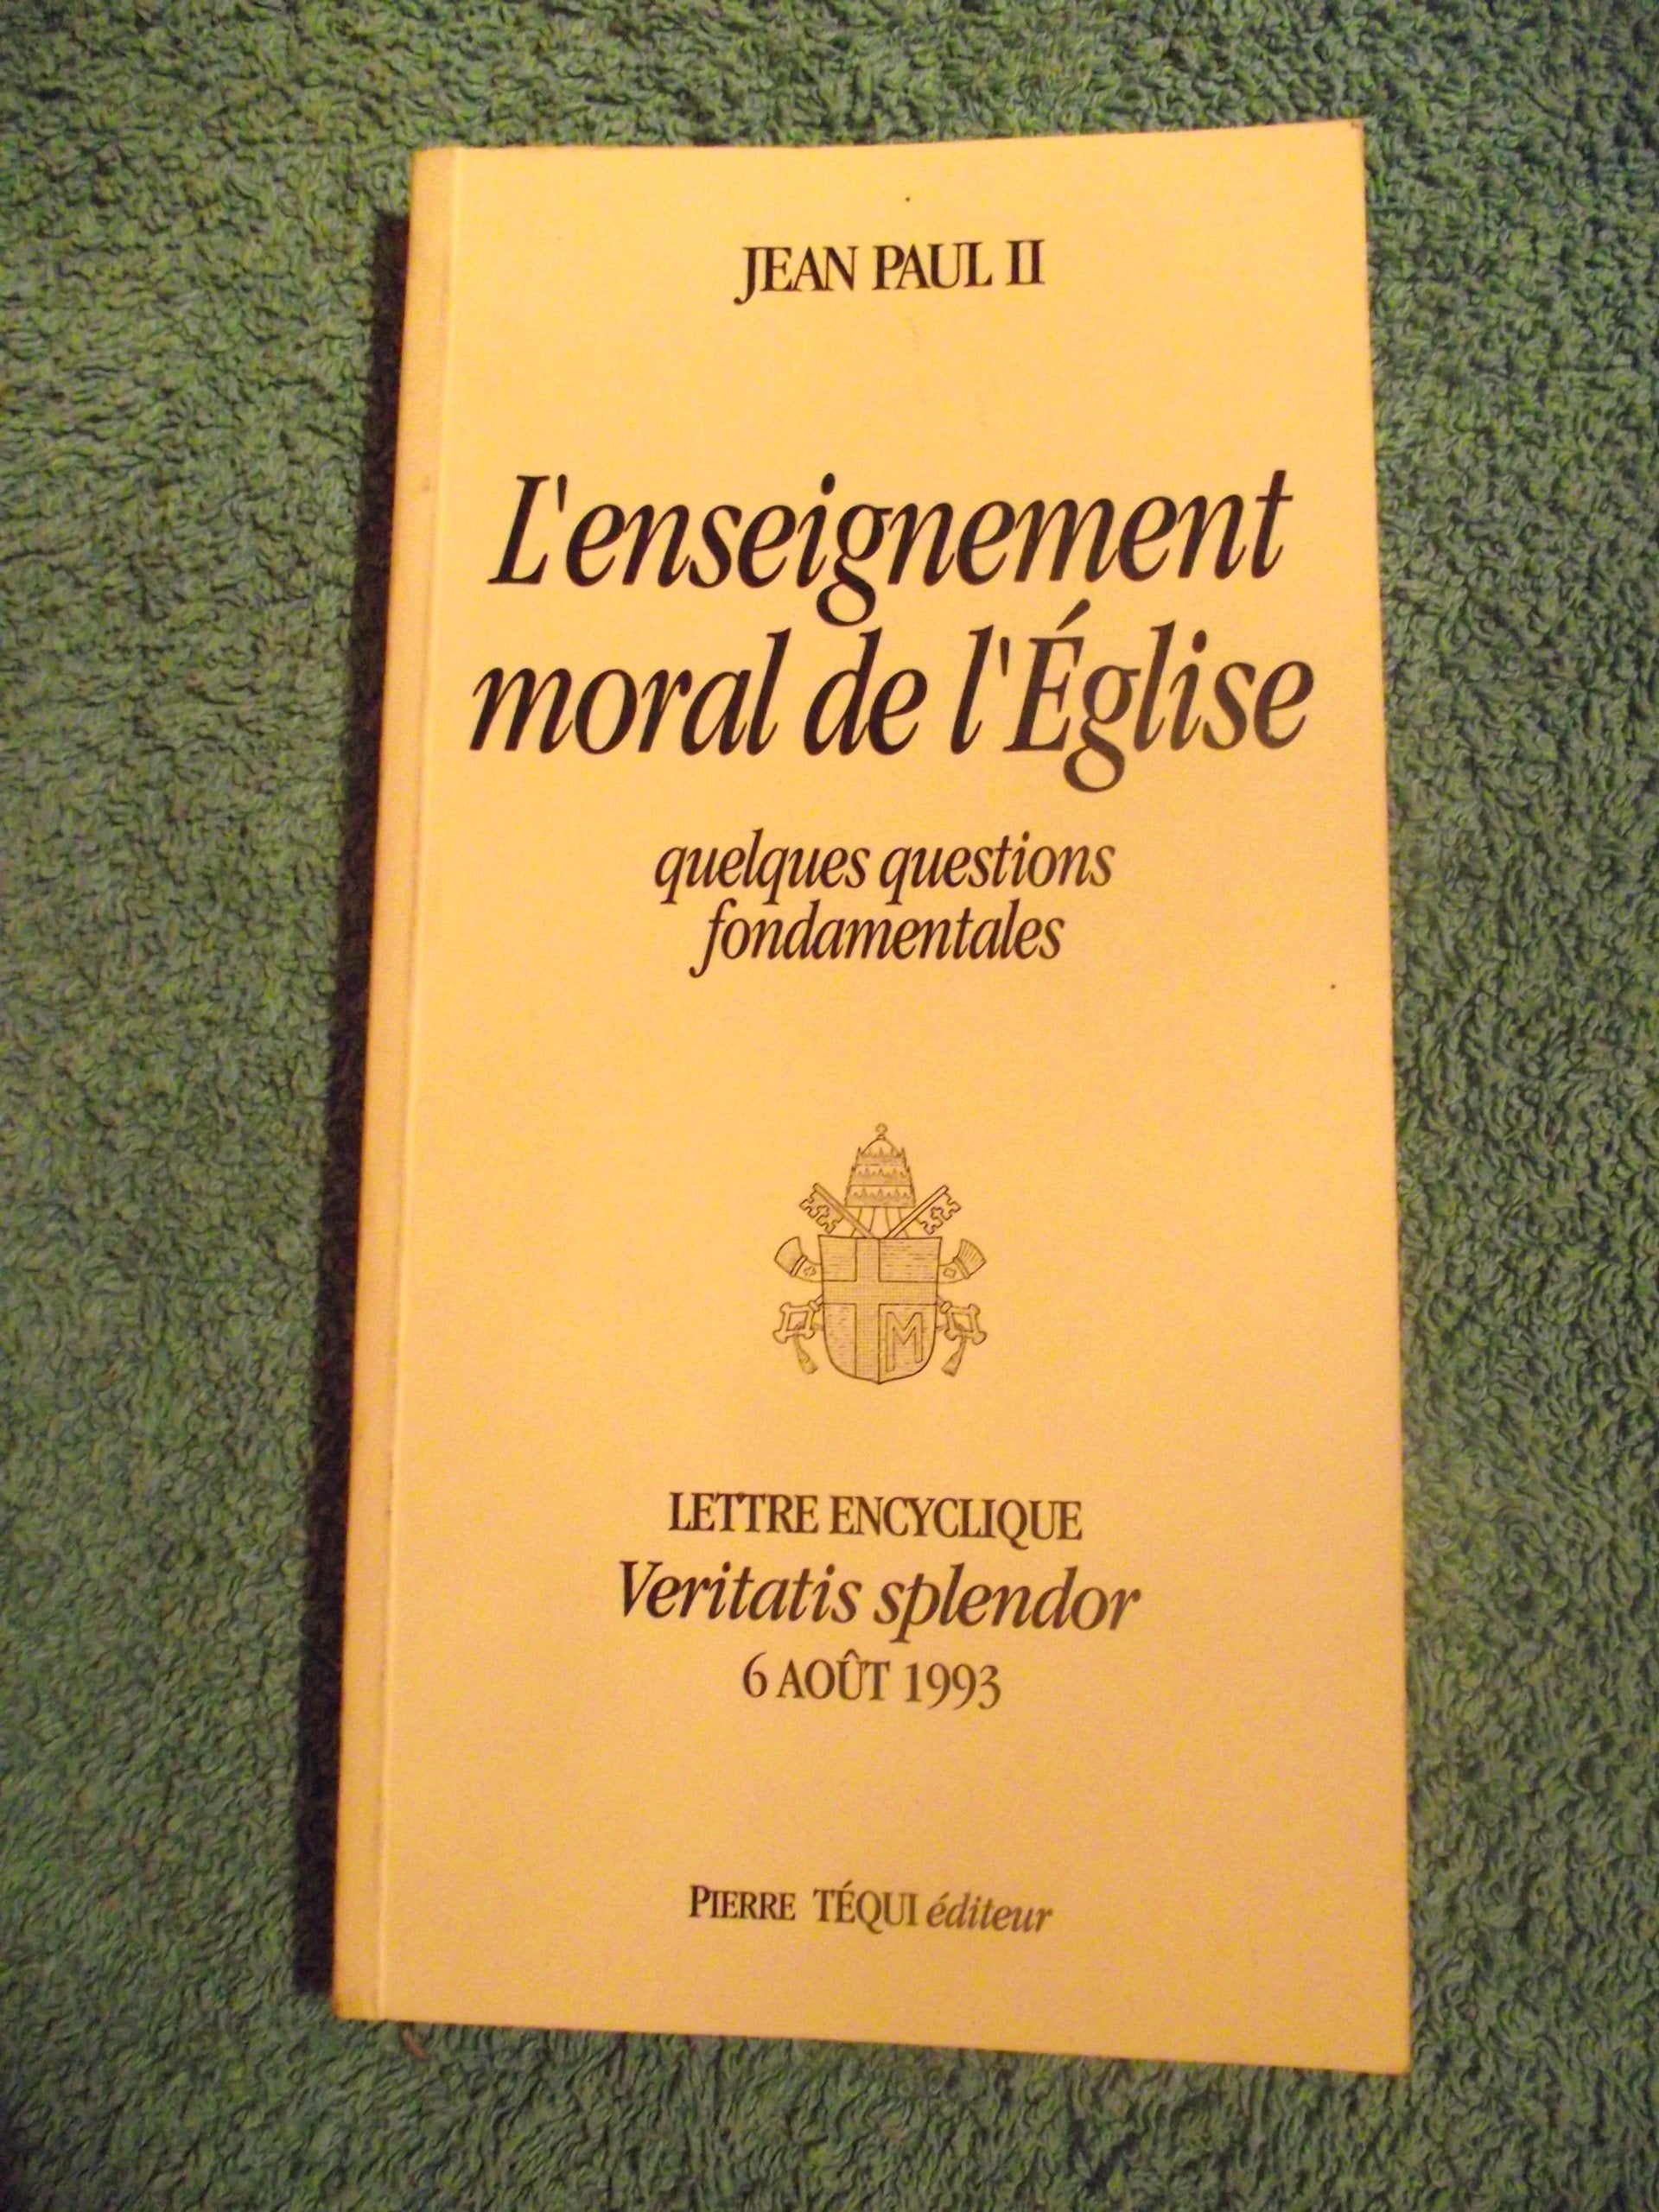 JEAN PAUL II
L'enseignement
moral de l'Église
quelques questions
fondamentales
M
LETTRE ENCYCLIQUE
Veritatis splendor
6 AOÛT 1993
PIERRE TÉQUI éditeur